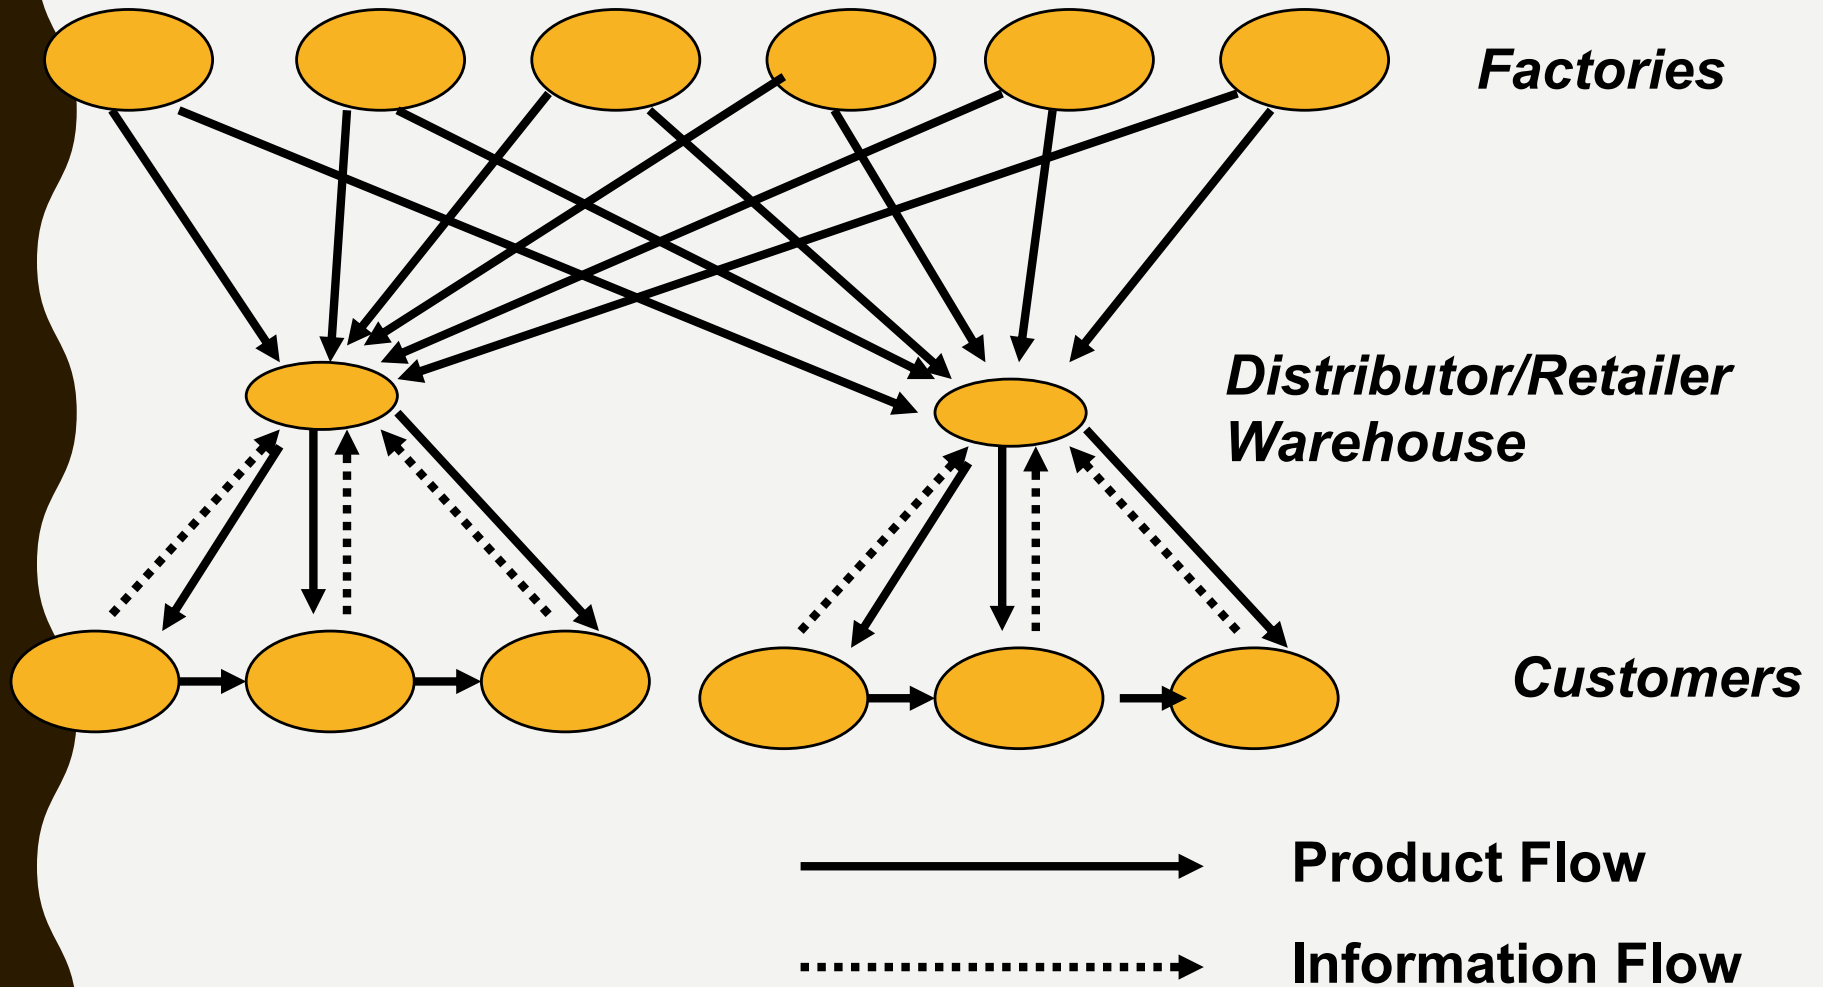 Factories
Distributor/Retailer
Warehouse
Customers
Product Flow
Information Flow